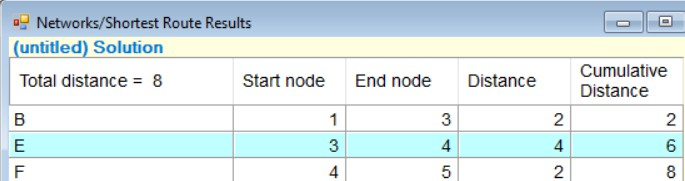 Networks/Shortest Route Results
(untitled) Solution
Total distance = 8 Start node End node Distance Cumulative Distance
B 1 3 2 2
E 3 4 4 6
F 4 5 2 8